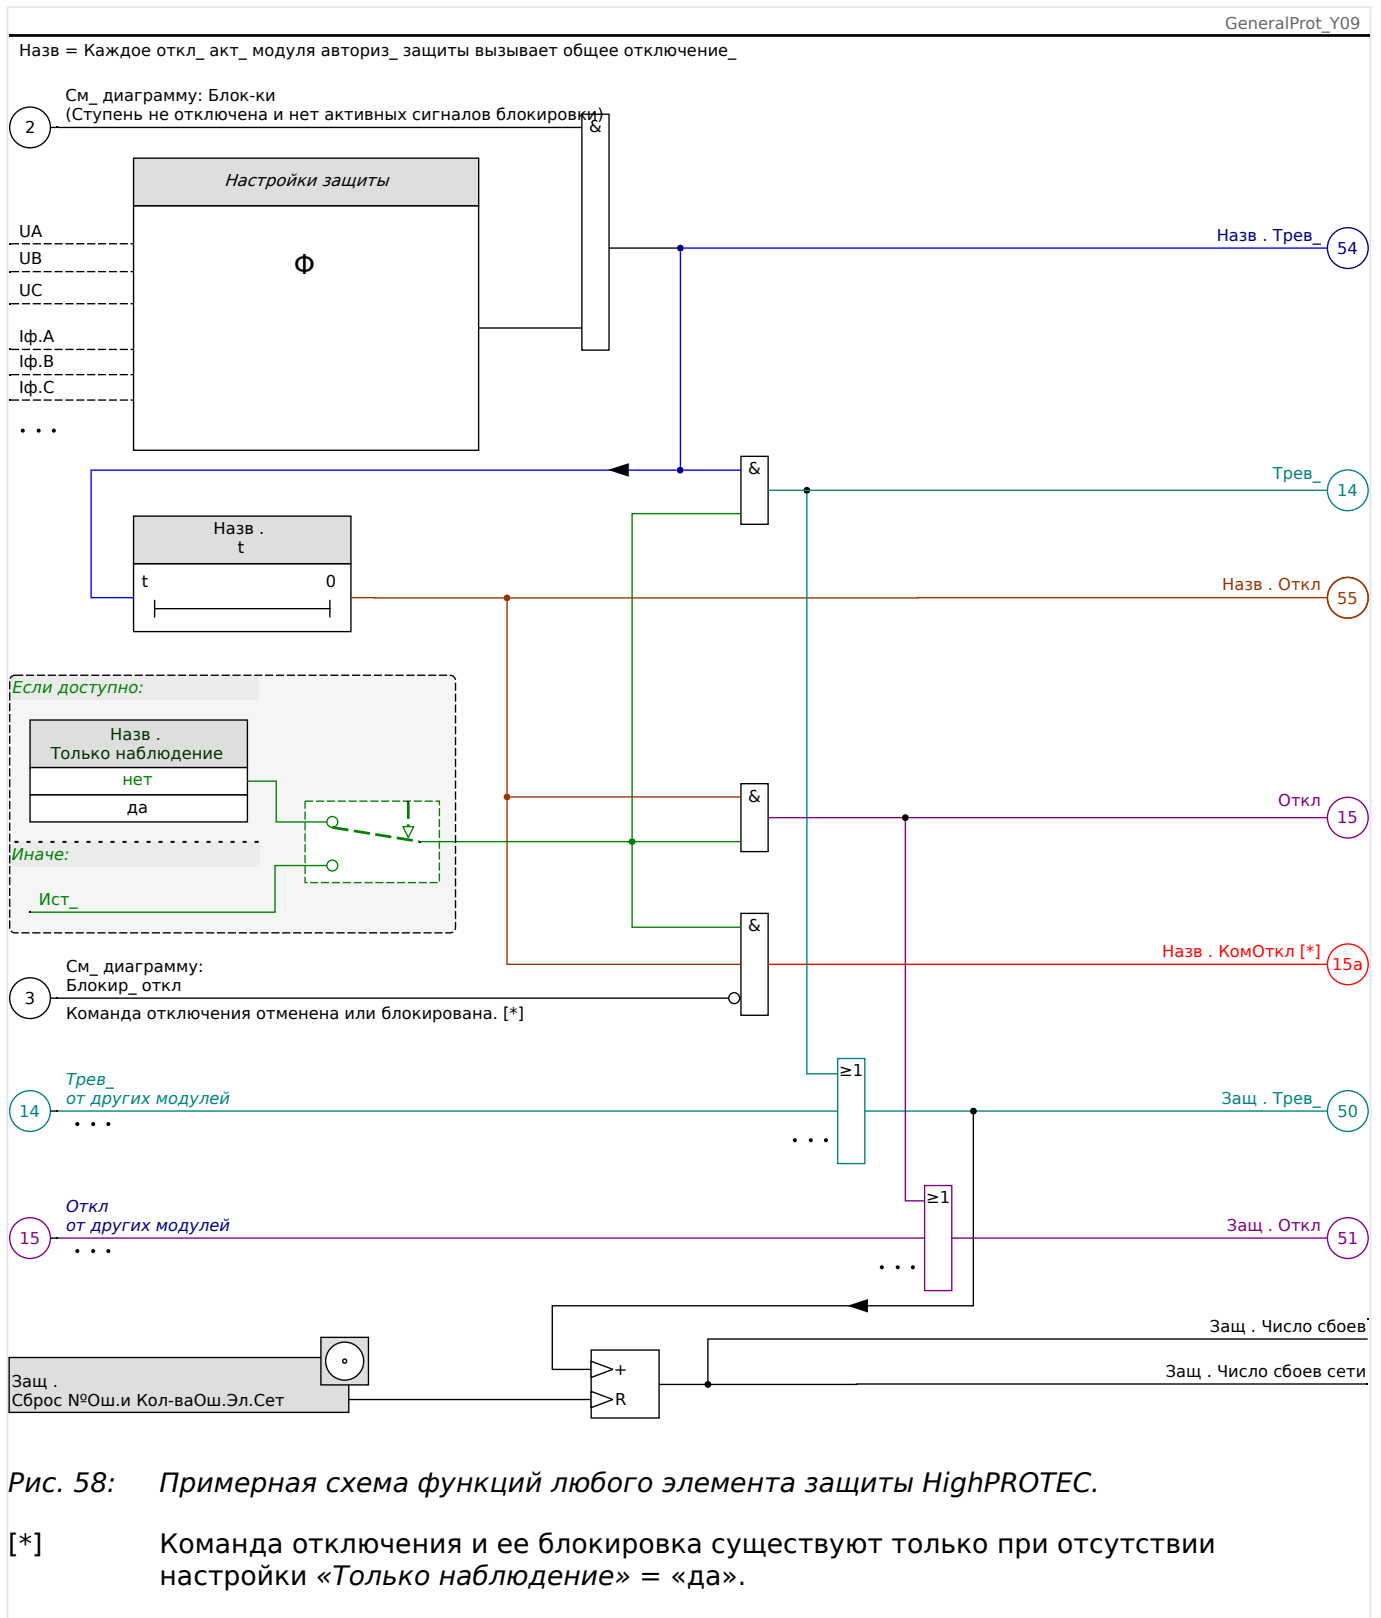 GeneralProt_Y09
Назв = Каждое откл_ акт_ модуля авториз_ защиты вызывает общее отключение_
См_ диаграмму: Блок-ки
(Ступень не отключена и нет активных сигналов блокировки)
2
&
Настройки защиты
Φ
UA
UB
UC
Iф.A
Iф.B
Iф.C
• • •
Назв . Трев_
54
&
Трев_
14
Назв .
t
t 0
Назв . Откл
55
Если доступно:
Назв .
Только наблюдение
нет
да
Иначе:
Ист_
&
Откл
15
&
Назв . КомОткл [*]
15a
См_ диаграмму:
Блокир_ откл
3
Команда отключения отменена или блокирована. [*]
Трев_
от других модулей
14
• • •
≥1
• • •
Защ . Трев_
50
Откл
от других модулей
15
• • •
≥1
• • •
Защ . Откл
51
Защ .
Сброс №Ош.и Кол-ваОш.Эл.Сет
+
R
Защ . Число сбоев
Защ . Число сбоев сети
Рис. 58: Примерная схема функций любого элемента защиты HighPROTEC.
[*] Команда отключения и ее блокировка существуют только при отсутствии
настройки «Только наблюдение» = «да».